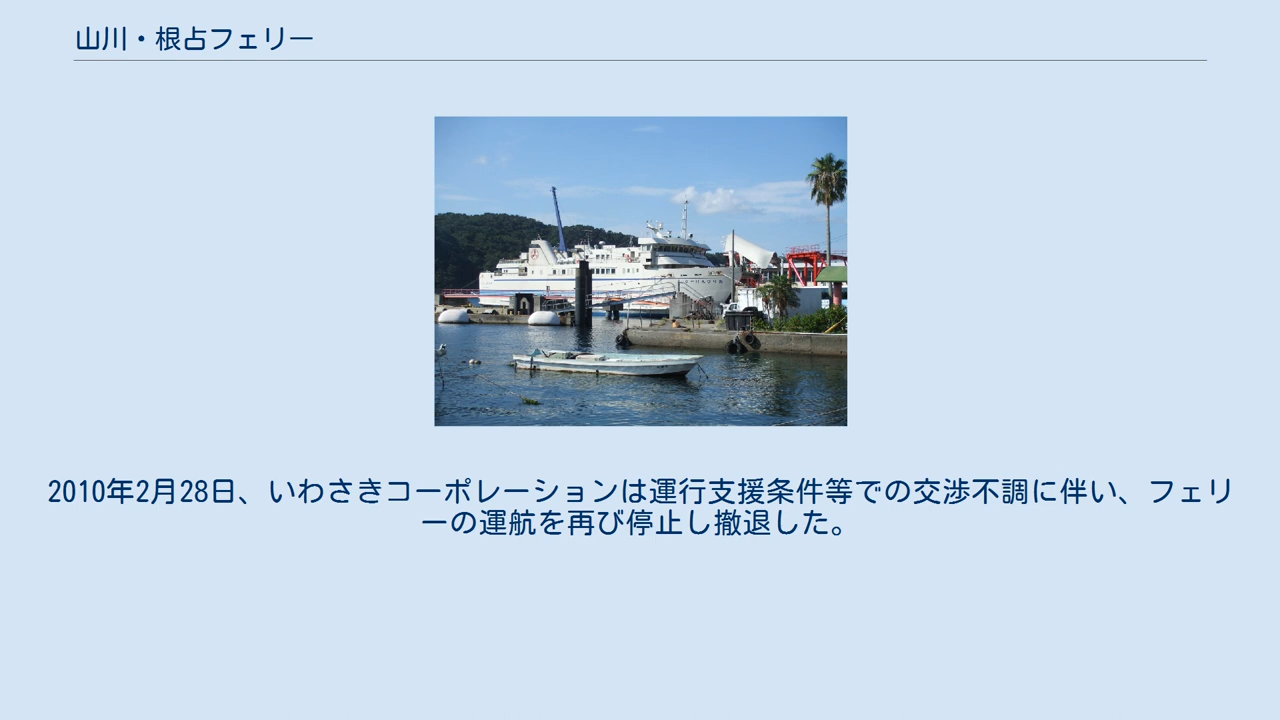 山川・根占フェリー
2010年2月28日、いわさきコーポレーションは運行支援条件等での交渉不調に伴い、フェリ
ーの運航を再び停止し撤退した。